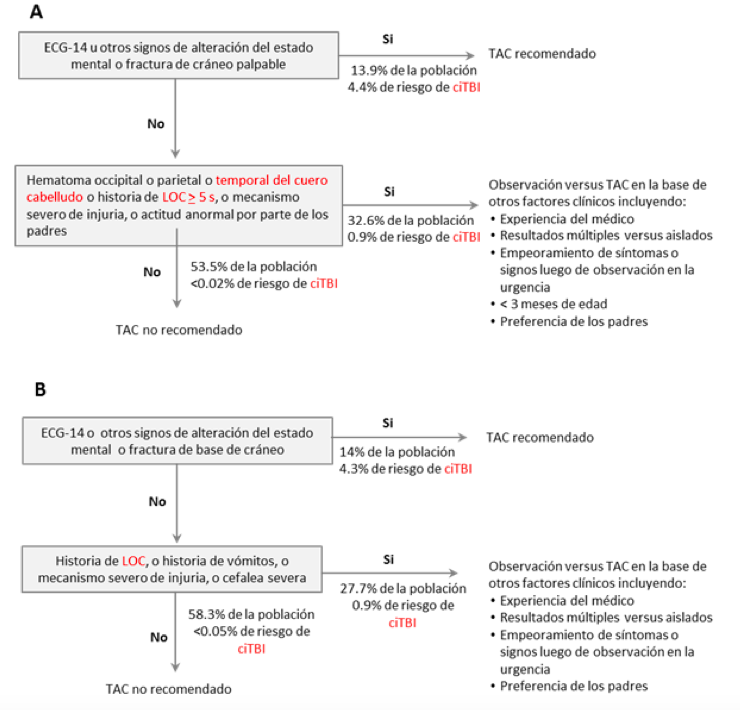 A
ECG-14 u otros signos de alteración del estado
mental o fractura de cráneo palpable
Si
13.9% de la población
4.4% de riesgo de ciTBI
TAC recomendado
No
Hematoma occipital o parietal o temporal del cuero
cabelludo o historia de LOC ≥ 5 s, o mecanismo
severo de injuria, o actitud anormal por parte de los
padres
Si
32.6% de la población
0.9% de riesgo de ciTBI
Observación versus TAC en la base de
otros factores clínicos incluyendo:
• Experiencia del médico
• Resultados múltiples versus aislados
• Empeoramiento de síntomas o
signos luego de observación en la
urgencia
• < 3 meses de edad
• Preferencia de los padres
No
53.5% de la población
<0.02% de riesgo de ciTBI
TAC no recomendado
B
ECG-14 o otros signos de alteración del estado
mental o fractura de base de cráneo
Si
14% de la población
4.3% de riesgo de ciTBI
TAC recomendado
No
Historia de LOC, o historia de vómitos, o
mecanismo severo de injuria, o cefalea severa
Si
27.7% de la población
0.9% de riesgo de
ciTBI
Observación versus TAC en la base de
otros factores clínicos incluyendo:
• Experiencia del médico
• Resultados múltiples versus aislados
• Empeoramiento de síntomas o
signos luego de observación en la
urgencia
• Preferencia de los padres
No
58.3% de la población
<0.05% de riesgo de
ciTBI
TAC no recomendado